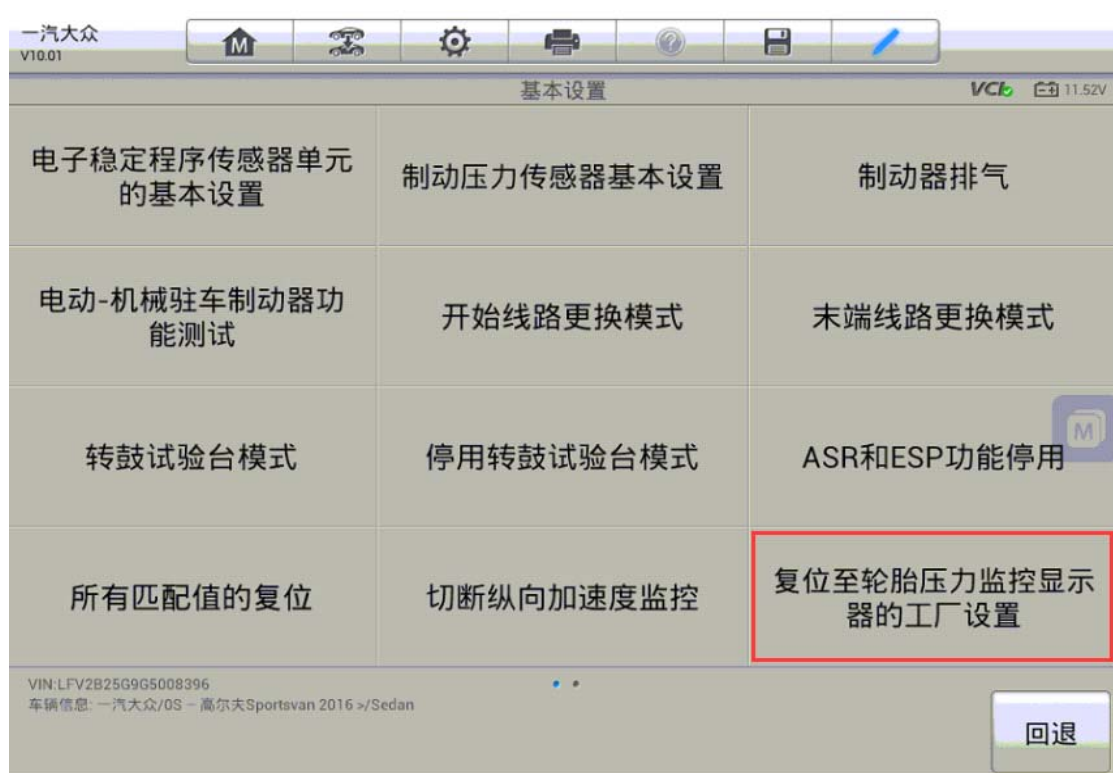 一汽大众
V10.01
M
基本设置
VCI
11.52V
电子稳定程序传感器单元
的基本设置
制动压力传感器基本设置
制动器排气
电动-机械驻车制动器功
能测试
开始线路更换模式
末端线路更换模式
转鼓试验台模式
停用转鼓试验台模式
ASR和ESP功能停用
M
所有匹配值的复位
切断纵向加速度监控
复位至轮胎压力监控显示
器的工厂设置
VIN:LFV2B25G9G5008396
车辆信息: 一汽大众/0S - 高尔夫Sportsvan 2016 >/Sedan
回退